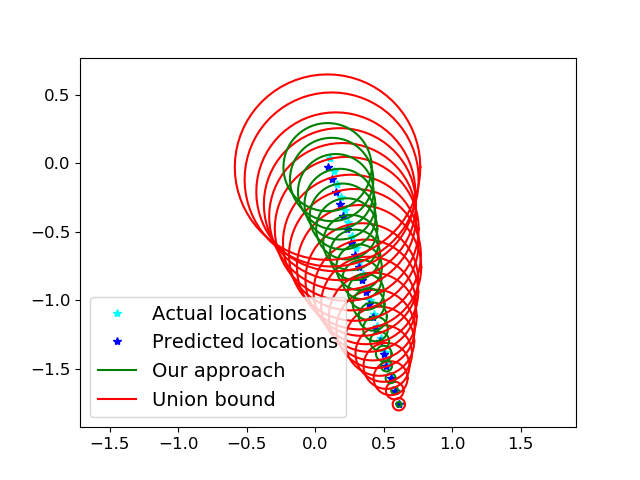 0.5
0.0
−0.5
−1.0
−1.5
Actual locations
Predicted locations
Our approach
Union bound
−1.5 −1.0 −0.5 0.0 0.5 1.0 1.5